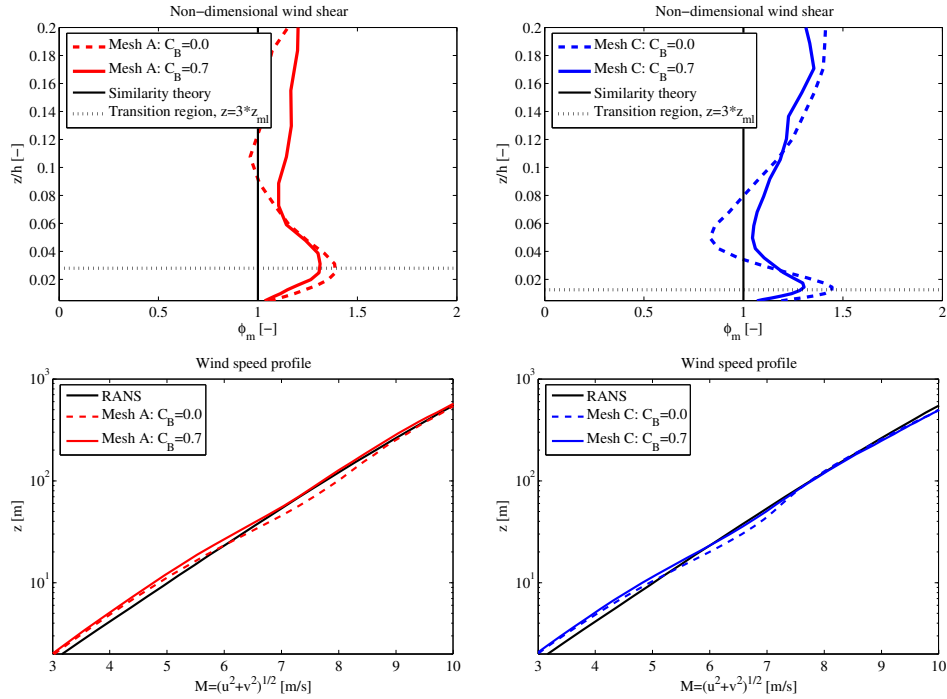 Non-dimensional wind shear
Mesh A: C_B=0.0
Mesh A: C_B=0.7
Similarity theory
Transition region, z=3*z_ml
0.2
0.18
0.16
0.14
0.12
0.1
0.08
0.06
0.04
0.02
z/h [-]
0 0.5 1 1.5 2
ϕ_m [-]
Non-dimensional wind shear
Mesh C: C_B=0.0
Mesh C: C_B=0.7
Similarity theory
Transition region, z=3*z_ml
0.2
0.18
0.16
0.14
0.12
0.1
0.08
0.06
0.04
0.02
z/h [-]
0 0.5 1 1.5 2
ϕ_m [-]
Wind speed profile
RANS
Mesh A: C_B=0.0
Mesh A: C_B=0.7
10^3
10^2
10^1
z [m]
3 4 5 6 7 8 9 10
M=(u^2+v^2)^1/2 [m/s]
Wind speed profile
RANS
Mesh C: C_B=0.0
Mesh C: C_B=0.7
10^3
10^2
10^1
z [m]
3 4 5 6 7 8 9 10
M=(u^2+v^2)^1/2 [m/s]